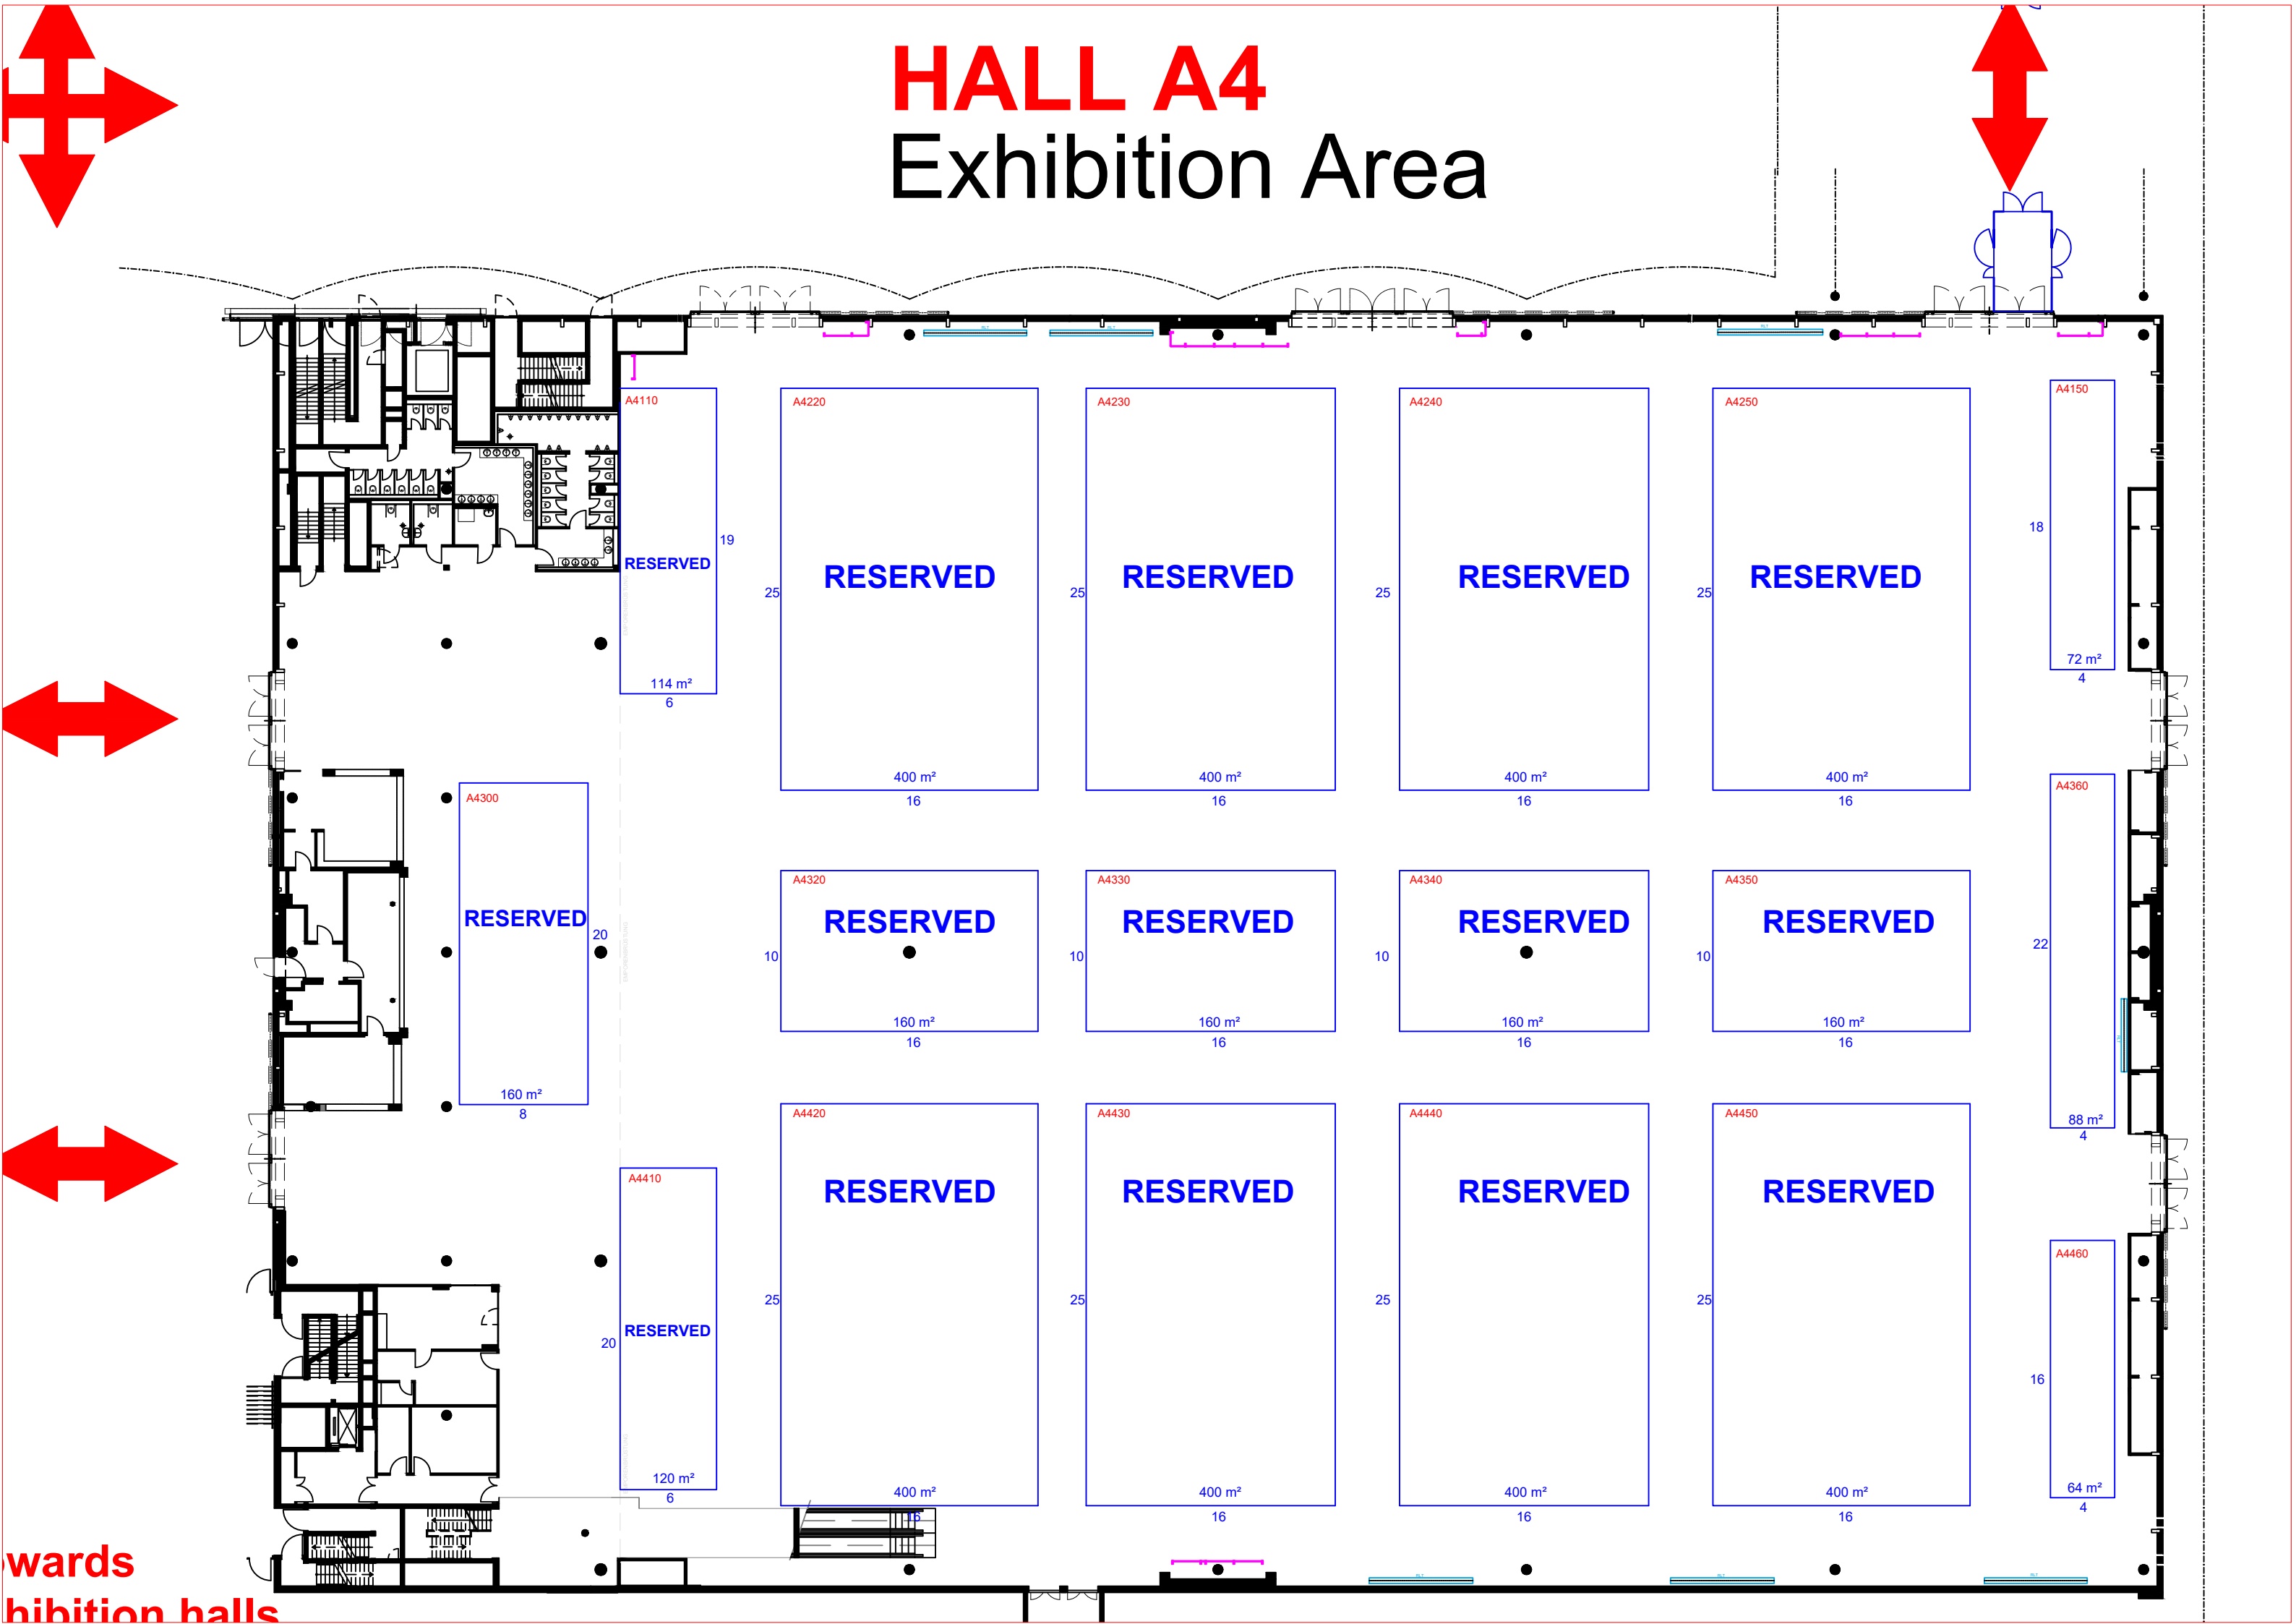 HALL A4
Exhibition Area
A4110
RESERVED
19
114 m²
6
A4220
RESERVED
25
400 m²
16
A4230
RESERVED
25
400 m²
16
A4240
RESERVED
25
400 m²
16
A4250
RESERVED
25
400 m²
16
A4150
18
72 m²
4
A4300
RESERVED
20
160 m²
8
A4320
RESERVED
10
160 m²
16
A4330
RESERVED
10
160 m²
16
A4340
RESERVED
10
160 m²
16
A4350
RESERVED
10
160 m²
16
A4360
22
88 m²
4
A4410
RESERVED
20
120 m²
6
A4420
RESERVED
25
400 m²
16
A4430
RESERVED
25
400 m²
16
A4440
RESERVED
25
400 m²
16
A4450
RESERVED
25
400 m²
16
A4460
16
64 m²
4
wards
hibition halls